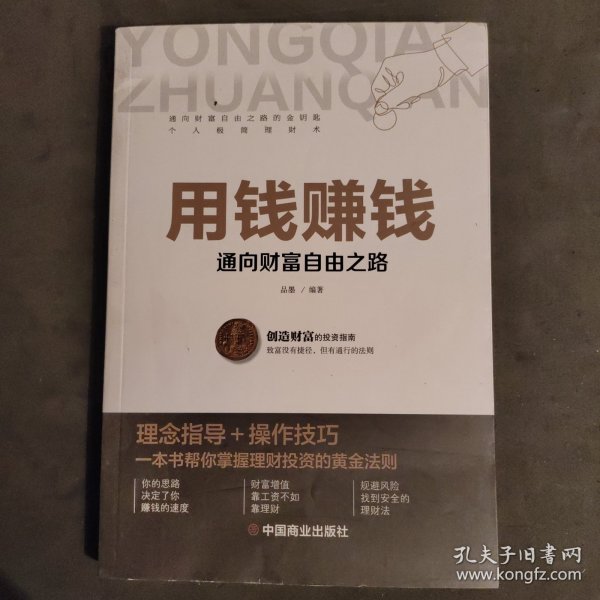 YONGQIAN
ZHUANQIAN
通向财富自由之路的金钥匙
个人极简理财术
用钱赚钱
通向财富自由之路
品墨 / 编著
创造财富的投资指南
致富没有捷径,但有通行的法则
理念指导+操作技巧
一本书帮你掌握理财投资的黄金法则
你的思路
决定了你
赚钱的速度
财富增值
靠工资不如
靠理财
规避风险
找到安全的
理财法
中国商业出版社
孔夫子旧书网
www.kongfz.com